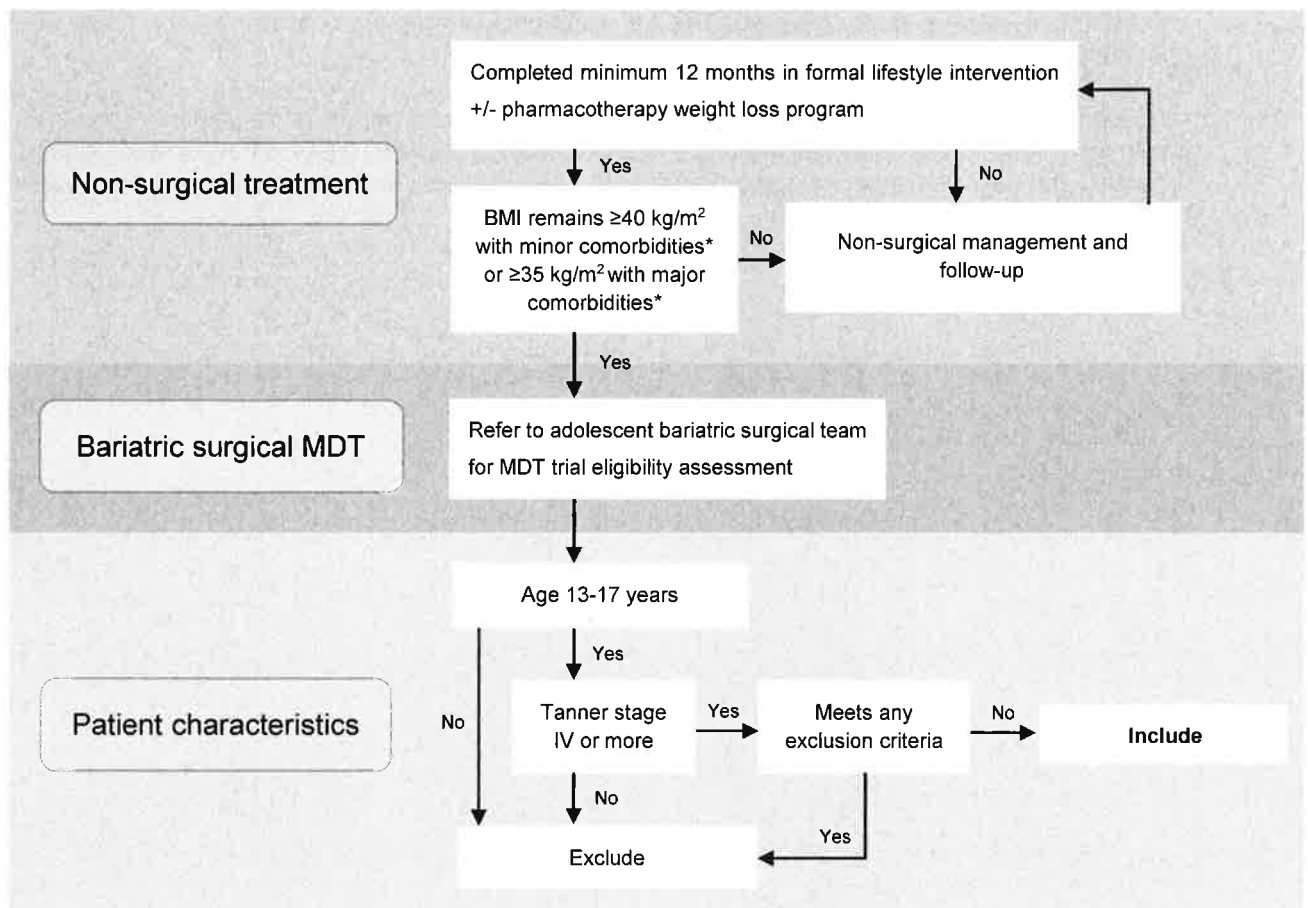 Completed minimum 12 months in formal lifestyle intervention
+/- pharmacotherapy weight loss program
Non-surgical treatment
Yes
No
BMI remains ≥40 kg/m²
with minor comorbidities*
or ≥35 kg/m² with major
comorbidities*
No
Non-surgical management and
follow-up
Yes
Bariatric surgical MDT
Refer to adolescent bariatric surgical team
for MDT trial eligibility assessment
Age 13-17 years
Yes
Patient characteristics
No
Tanner stage
IV or more
Yes
Meets any
exclusion criteria
No
Include
No
Yes
Exclude